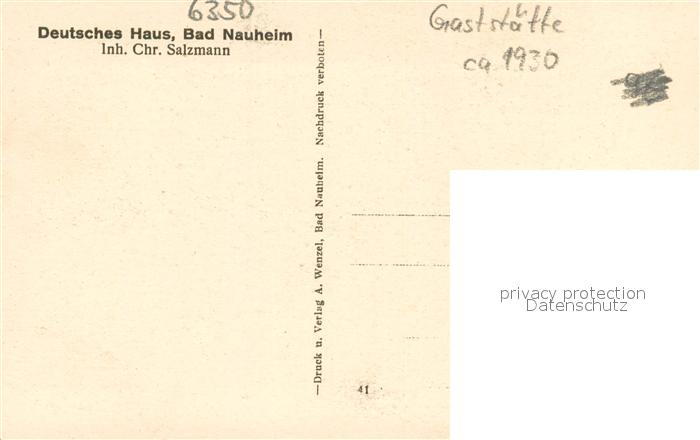 6350
Deutsches Haus, Bad Nauheim
Inh. Chr. Salzmann
—Druck u. Verlag A. Wenzel, Bad Nauheim. Nachdruck verboten—
Gaststätte
ca 1930
41
privacy protection
Datenschutz